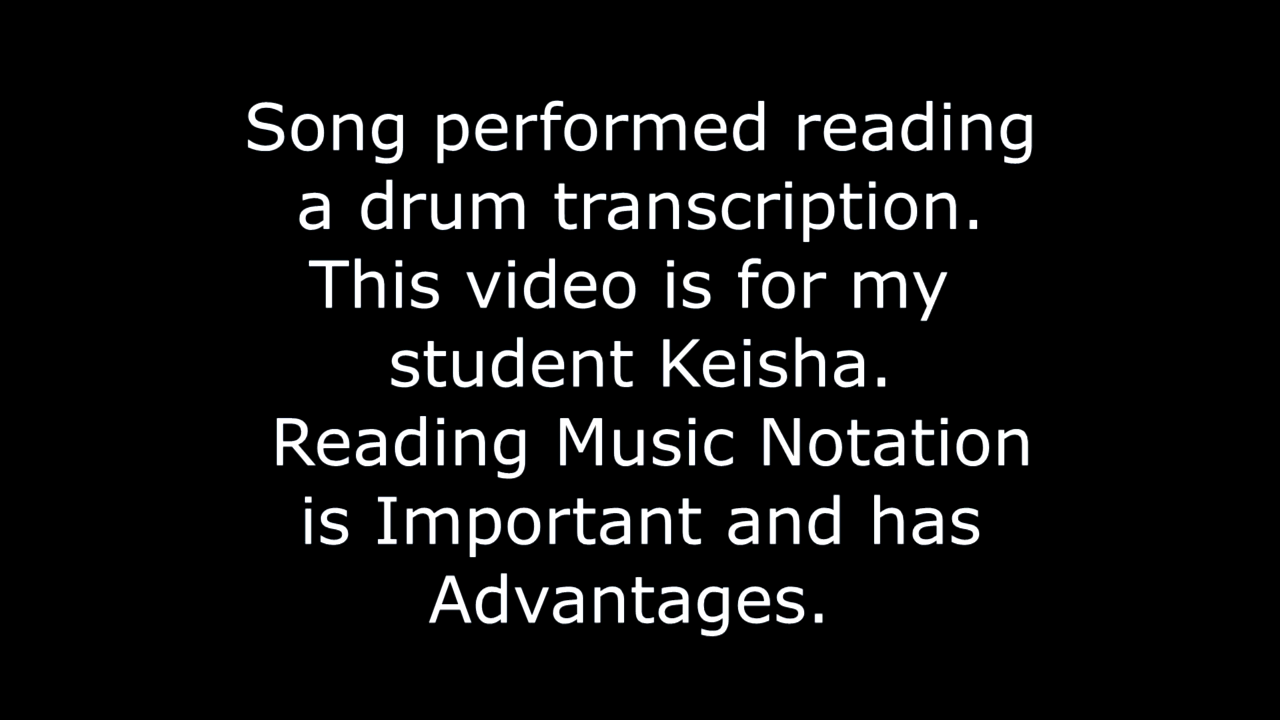 Song performed reading
a drum transcription.
This video is for my
student Keisha.
Reading Music Notation
is Important and has
Advantages.